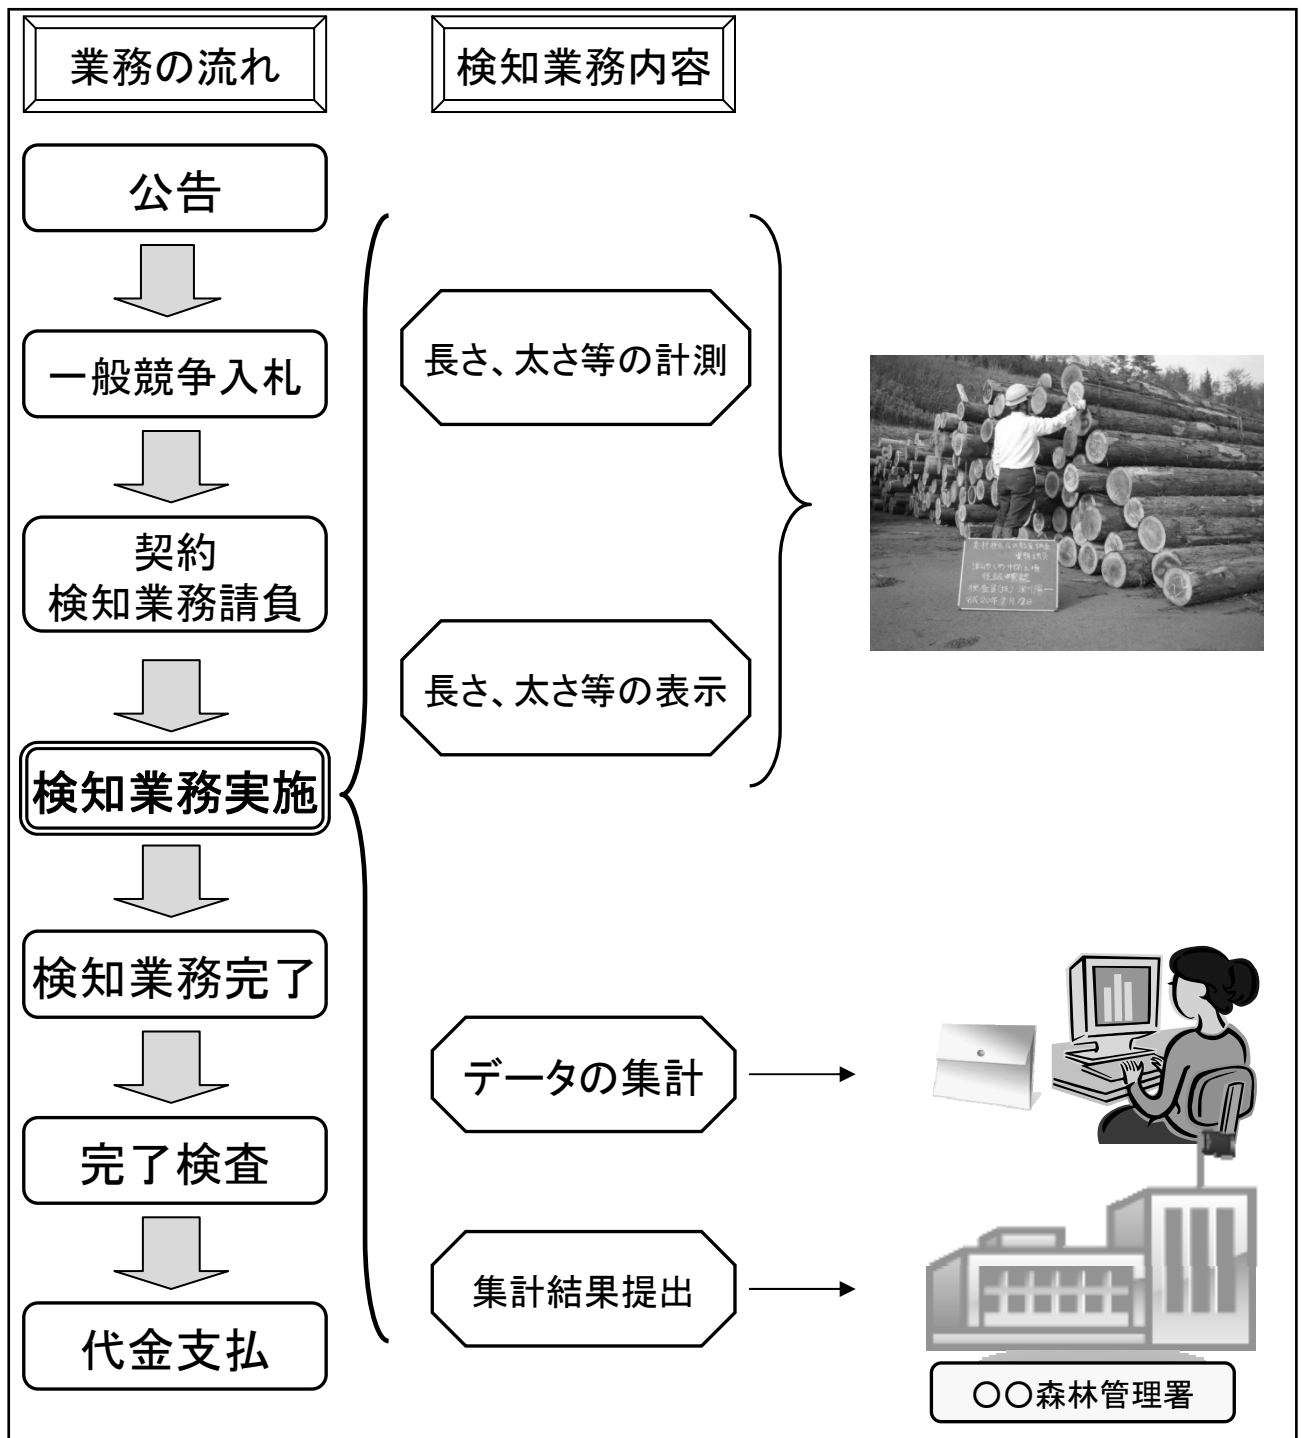 業務の流れ
検知業務内容
公告
一般競争入札
契約
検知業務請負
検知業務実施
検知業務完了
完了検査
代金支払
長さ、太さ等の計測
長さ、太さ等の表示
データの集計
集計結果提出
〇〇森林管理署